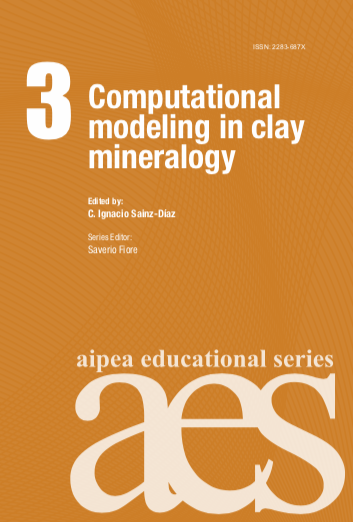 ISSN: 2283-687X
3
Computational
modeling in clay
mineralogy
Edited by:
C. Ignacio Sainz-Díaz
Series Editor:
Saverio Fiore
aipea educational series
aes